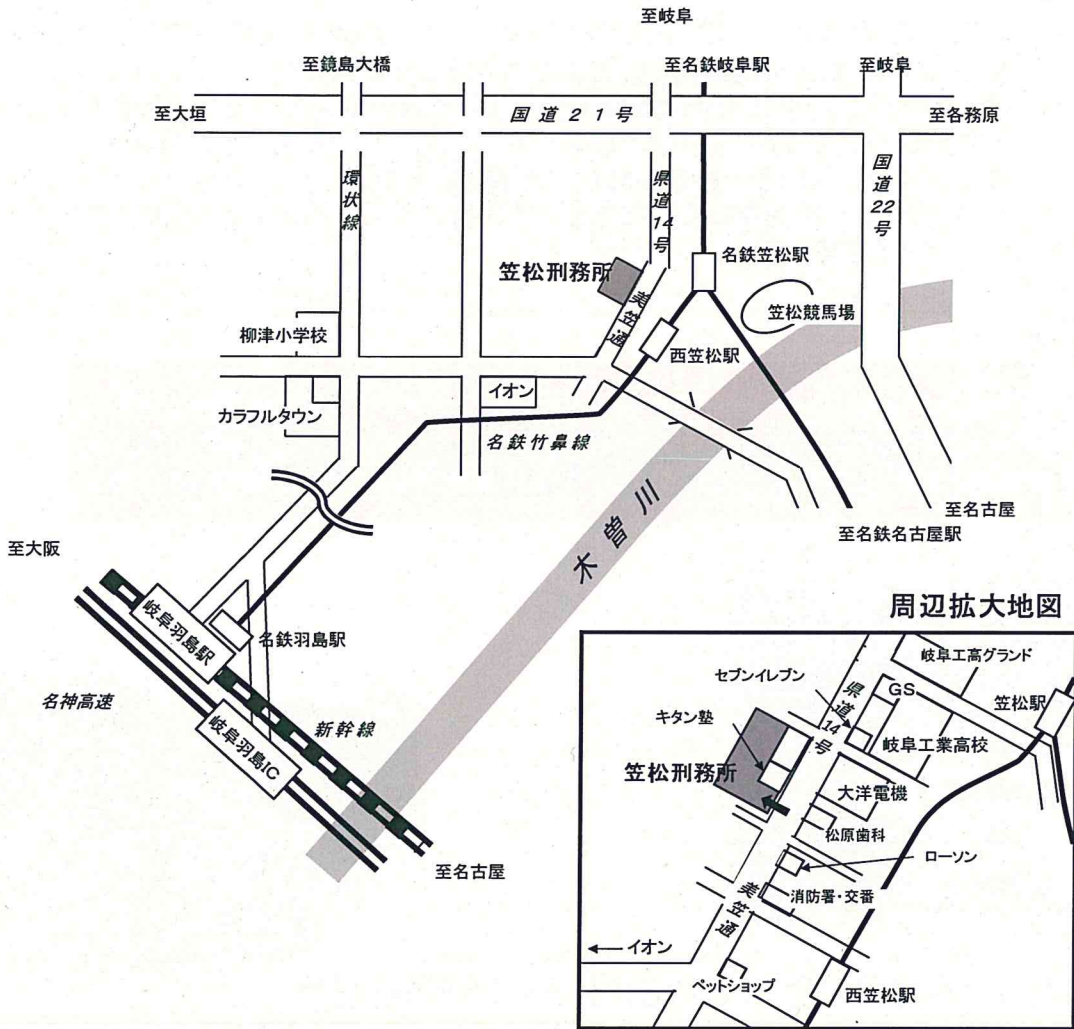 至岐阜
至鏡島大橋
至名鉄岐阜駅
至岐阜
至大垣
国道21号
至各務原
環状線
県道14号
国道22号
名鉄笠松駅
笠松刑務所
美笠通
笠松競馬場
柳津小学校
西笠松駅
カラフルタウン
イオン
名鉄竹鼻線
木曽川
至名古屋
至名鉄名古屋駅
至大阪
岐阜羽島駅
名鉄羽島駅
名神高速
新幹線
岐阜羽島IC
至名古屋
周辺拡大地図
岐阜工高グランド
セブンイレブン
県道14号
GS
笠松駅
キタン塾
岐阜工業高校
笠松刑務所
大洋電機
松原歯科
ローソン
消防署・交番
美笠通
←イオン
ペットショップ
西笠松駅